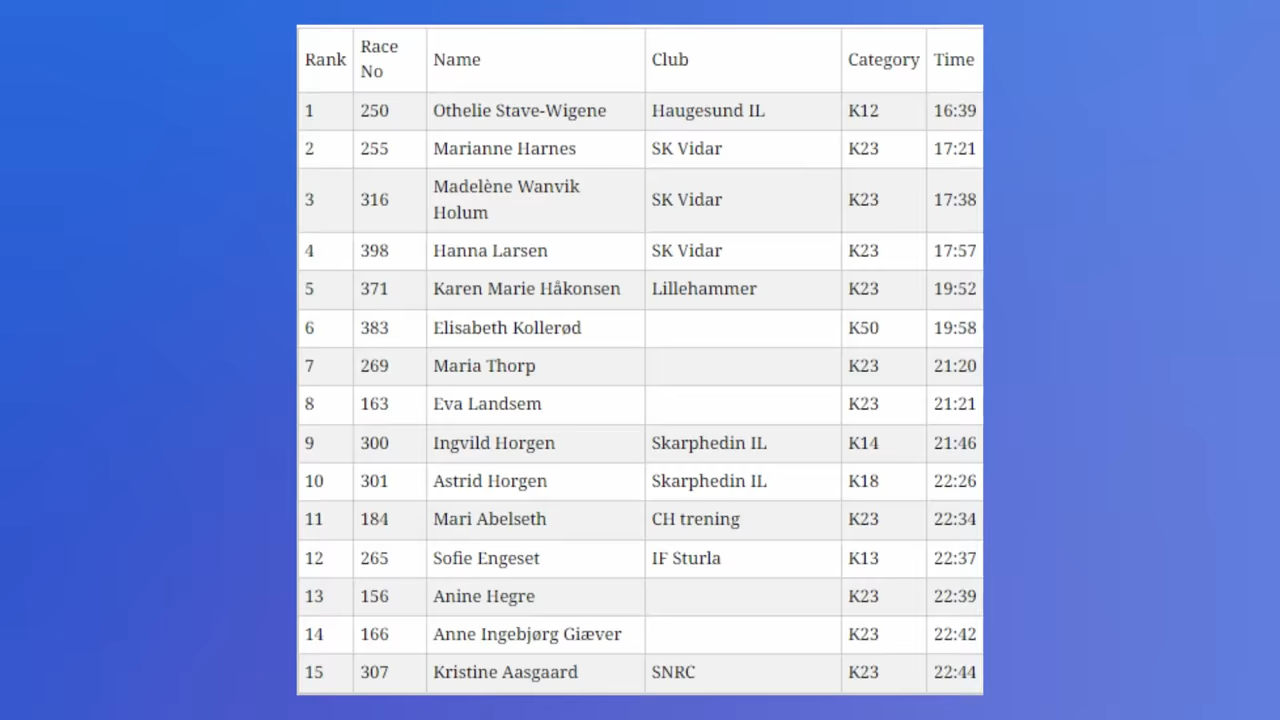 Rank Race No Name Club Category Time
1 250 Othelie Stave-Wigene Haugesund IL K12 16:39
2 255 Marianne Harnes SK Vidar K23 17:21
3 316 Madelène Wanvik Holum SK Vidar K23 17:38
4 398 Hanna Larsen SK Vidar K23 17:57
5 371 Karen Marie Håkonsen Lillehammer K23 19:52
6 383 Elisabeth Kollerød K50 19:58
7 269 Maria Thorp K23 21:20
8 163 Eva Landsem K23 21:21
9 300 Ingvild Horgen Skarphedin IL K14 21:46
10 301 Astrid Horgen Skarphedin IL K18 22:26
11 184 Mari Abelseth CH trening K23 22:34
12 265 Sofie Engeset IF Sturla K13 22:37
13 156 Anine Hegre K23 22:39
14 166 Anne Ingebjørg Giæver K23 22:42
15 307 Kristine Aasgaard SNRC K23 22:44